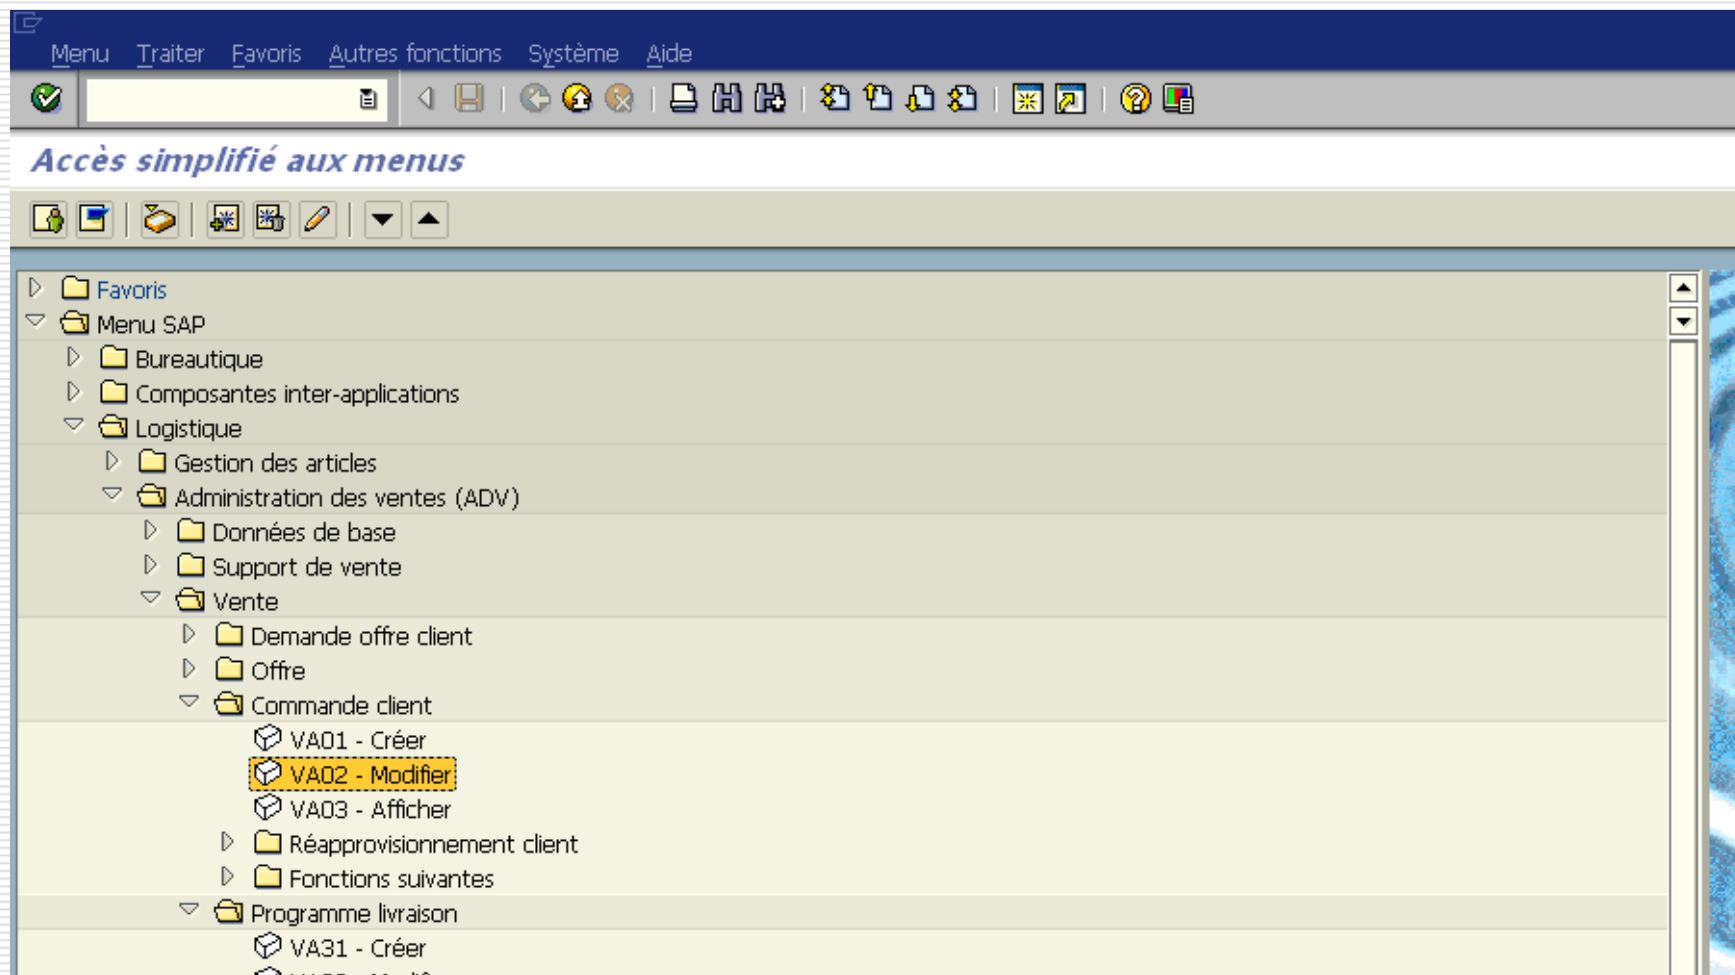 Menu Traiter Favoris Autres fonctions Système Aide
Accès simplifié aux menus
Favoris
Menu SAP
Bureautique
Composantes inter-applications
Logistique
Gestion des articles
Administration des ventes (ADV)
Données de base
Support de vente
Vente
Demande offre client
Offre
Commande client
VA01 - Créer
VA02 - Modifier
VA03 - Afficher
Réapprovisionnement client
Fonctions suivantes
Programme livraison
VA31 - Créer